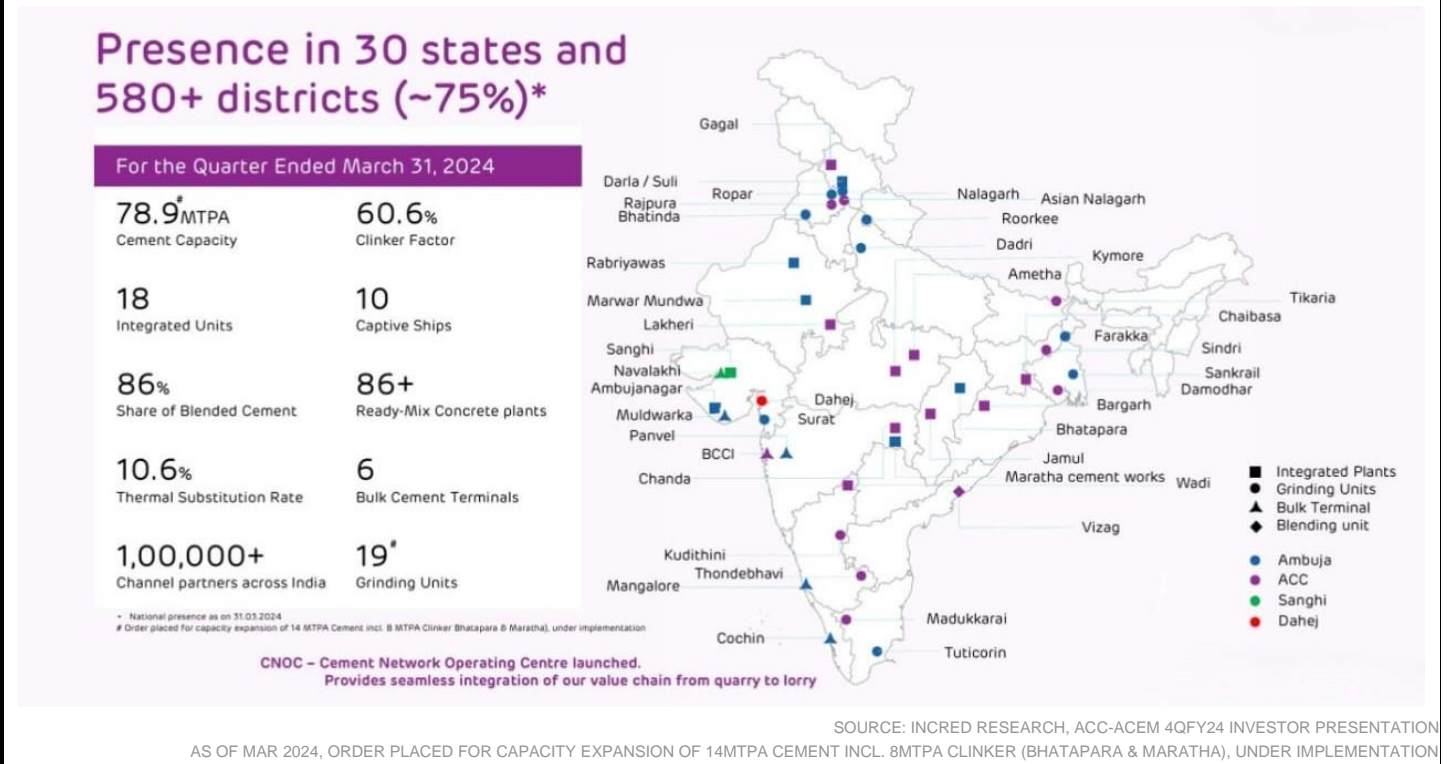 Presence in 30 states and
580+ districts (~75%)*
For the Quarter Ended March 31, 2024
78.9#MTPA
Cement Capacity
60.6%
Clinker Factor
18
Integrated Units
10
Captive Ships
86%
Share of Blended Cement
86+
Ready-Mix Concrete plants
10.6%
Thermal Substitution Rate
6
Bulk Cement Terminals
1,00,000+
Channel partners across India
19#
Grinding Units
* National presence as on 31.03.2024
# Order placed for capacity expansion of 14 MTPA Cement incl. 8 MTPA Clinker Bhatapara & Maratha), under implementation
CNOC – Cement Network Operating Centre launched.
Provides seamless integration of our value chain from quarry to lorry
Gagal
Darla / Suli
Ropar
Rajpura
Bhatinda
Nalagarh
Asian Nalagarh
Roorkee
Dadri
Kymore
Ametha
Rabriyawas
Marwar Mundwa
Lakheri
Tikaria
Chaibasa
Farakka
Sindri
Sankrail
Damodhar
Sanghi
Navalakhi
Ambujanagar
Muldwarka
Dahej
Surat
Panvel
BCCI
Chanda
Bargarh
Bhatapara
Jamul
Maratha cement works
Wadi
Vizag
Kudithini
Thondebhavi
Mangalore
Madukkarai
Cochin
Tuticorin
Integrated Plants
Grinding Units
Bulk Terminal
Blending unit
Ambuja
ACC
Sanghi
Dahej
SOURCE: INCRED RESEARCH, ACC-ACEM 4QFY24 INVESTOR PRESENTATION
AS OF MAR 2024, ORDER PLACED FOR CAPACITY EXPANSION OF 14MTPA CEMENT INCL. 8MTPA CLINKER (BHATAPARA & MARATHA), UNDER IMPLEMENTATION